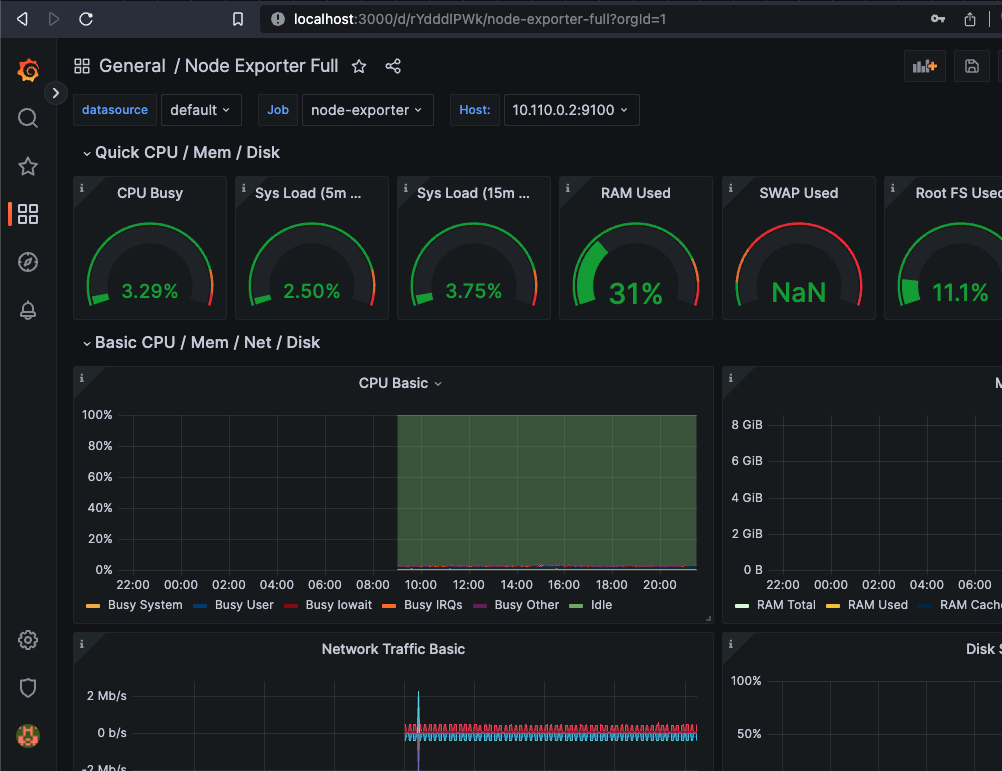 localhost:3000/d/rYdddlPWk/node-exporter-full?orgId=1
General / Node Exporter Full
datasource default Job node-exporter Host: 10.110.0.2:9100
Quick CPU / Mem / Disk
CPU Busy Sys Load (5m ... Sys Load (15m ... RAM Used SWAP Used Root FS Used
3.29% 2.50% 3.75% 31% NaN 11.1%
Basic CPU / Mem / Net / Disk
CPU Basic
100%
80%
60%
40%
20%
0%
22:00 00:00 02:00 04:00 06:00 08:00 10:00 12:00 14:00 16:00 18:00 20:00
Busy System Busy User Busy Iowait Busy IRQs Busy Other Idle
M
8 GiB
6 GiB
4 GiB
2 GiB
0 B
22:00 00:00 02:00 04:00 06:00
RAM Total RAM Used RAM Cache
Network Traffic Basic
2 Mb/s
0 b/s
-2 Mb/s
Disk S
100%
50%